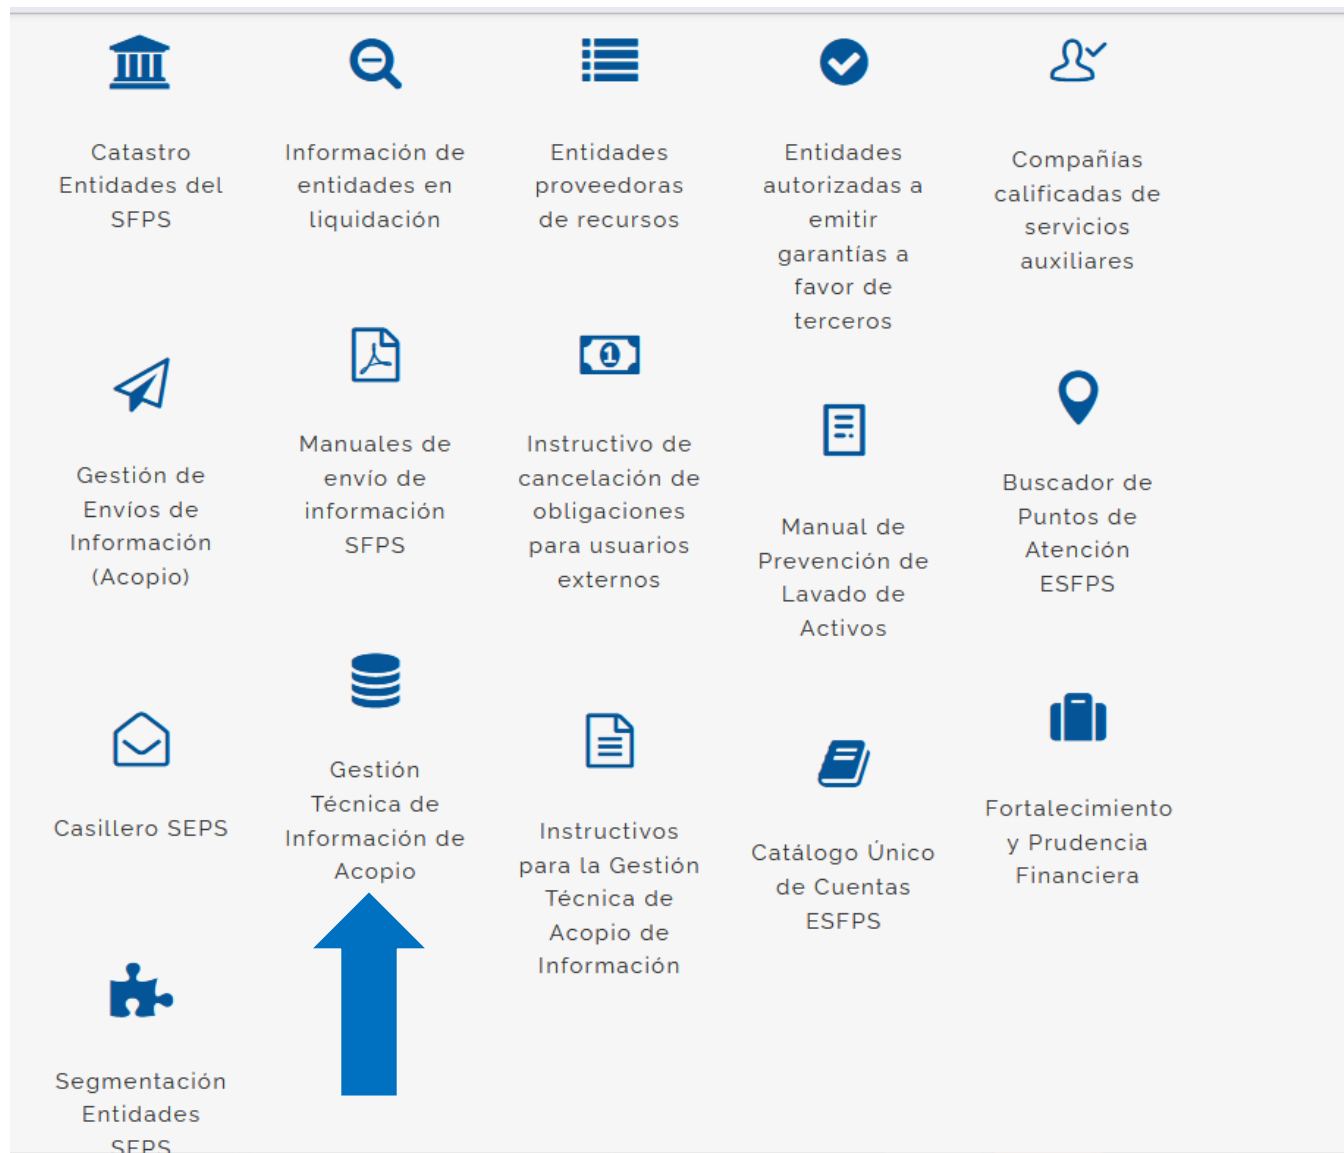 Catastro
Entidades del
SFPS
Información de
entidades en
liquidación
Entidades
proveedoras
de recursos
Entidades
autorizadas a
emitir
garantías a
favor de
terceros
Compañías
calificadas de
servicios
auxiliares
Gestión de
Envíos de
Información
(Acopio)
Manuales de
envío de
información
SFPS
1
Instructivo de
cancelación de
obligaciones
para usuarios
externos
Manual de
Prevención de
Lavado de
Activos
Buscador de
Puntos de
Atención
ESFPS
Casillero SEPS
Gestión
Técnica de
Información de
Acopio
Instructivos
para la Gestión
Técnica de
Acopio de
Información
Catálogo Único
de Cuentas
ESFPS
Fortalecimiento
y Prudencia
Financiera
Segmentación
Entidades
SFPS